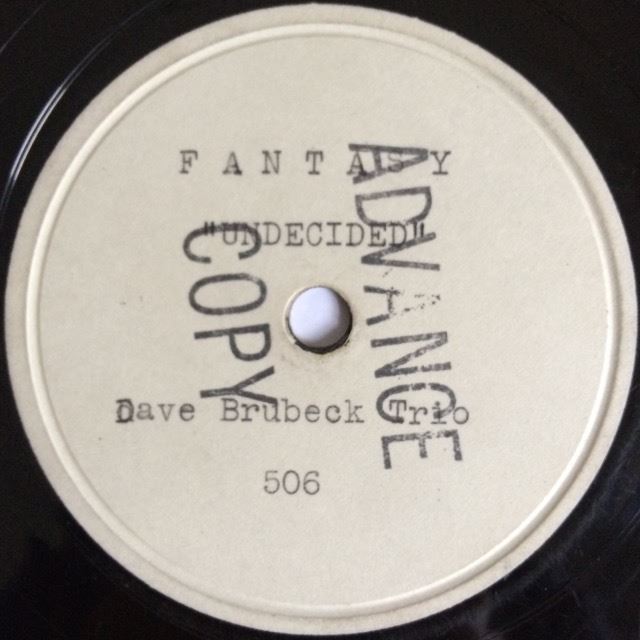 FANTASY
"UNDECIDED"
Dave Brubeck Trio
506
ADVANCE
COPY